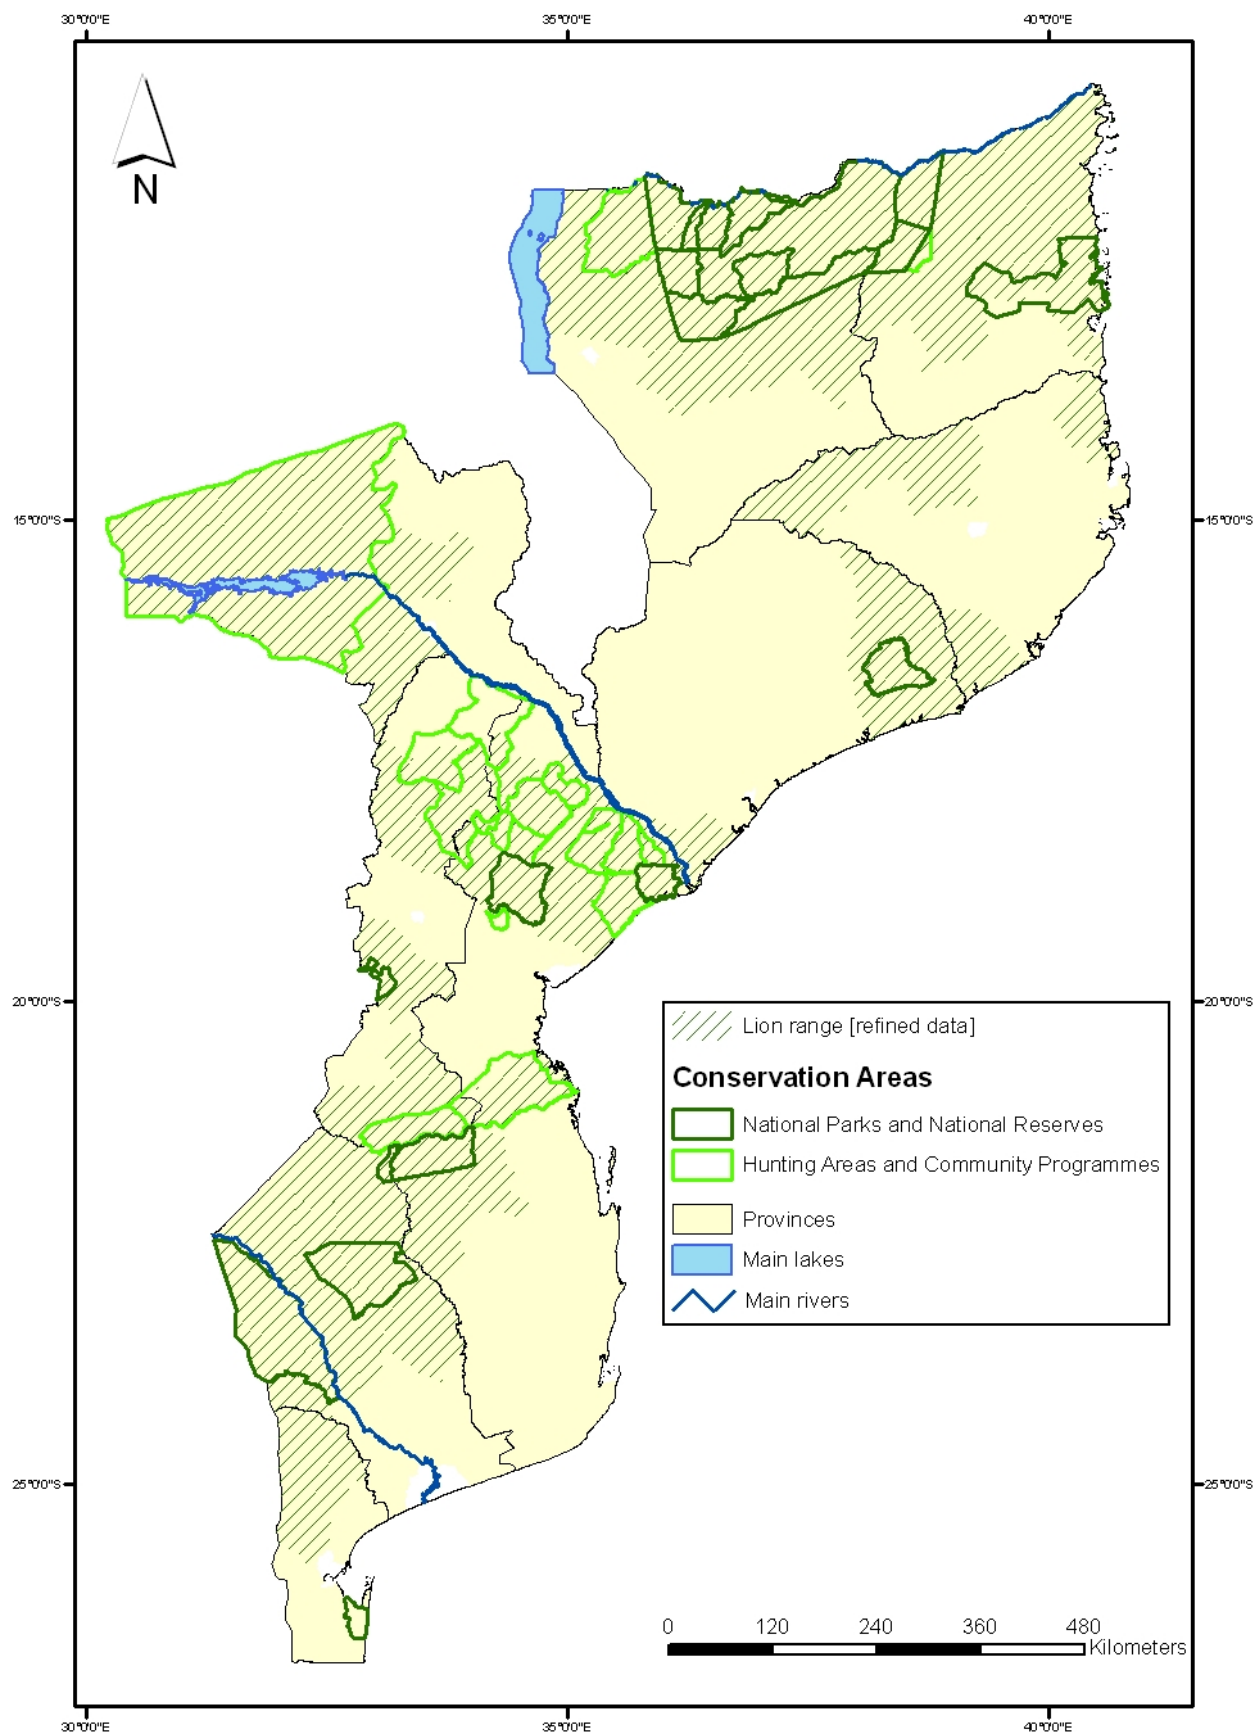 30°0'0"E 35°0'0"E 40°0'0"E
N
15°0'0"S 15°0'0"S
20°0'0"S 20°0'0"S
Lion range [refined data]
Conservation Areas
National Parks and National Reserves
Hunting Areas and Community Programmes
Provinces
Main lakes
Main rivers
25°0'0"S 25°0'0"S
0 120 240 360 480
Kilometers
30°0'0"E 35°0'0"E 40°0'0"E